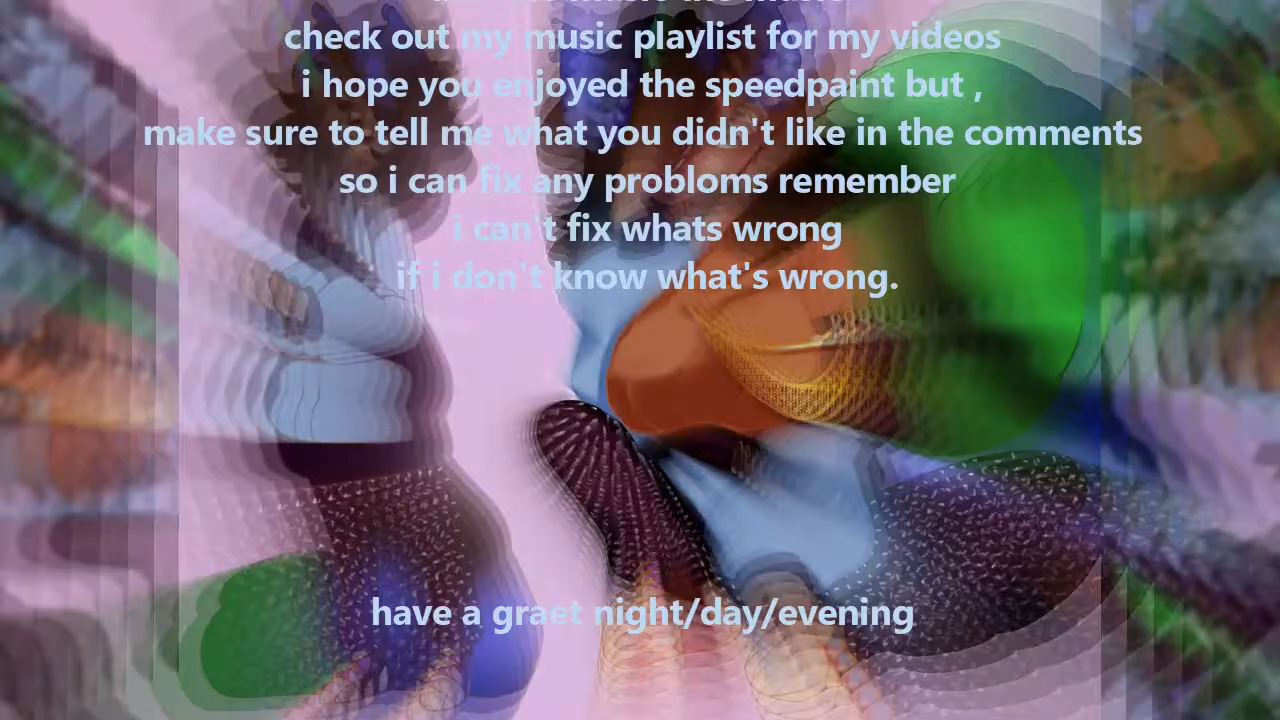 check out my music playlist for my videos
i hope you enjoyed the speedpaint but ,
make sure to tell me what you didn't like in the comments
so i can fix any probloms remember
i can't fix whats wrong
if i don't know what's wrong.
have a graet night/day/evening